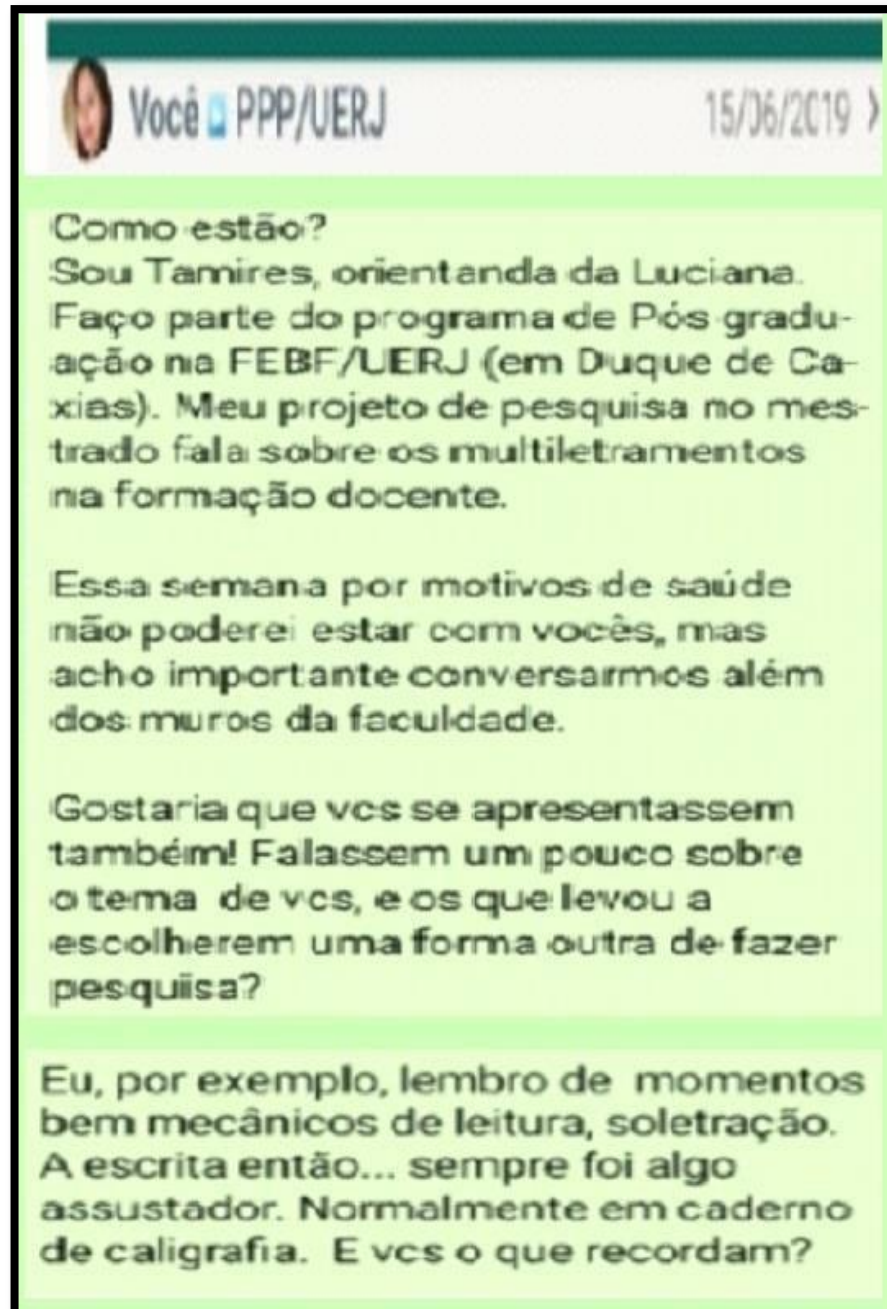 Você ▸ PPP/UERJ 15/06/2019 >
Como estão?
Sou Tamires, orientanda da Luciana.
Faço parte do programa de Pós gradu-
ação na FEBF/UERJ (em Duque de Ca-
xias). Meu projeto de pesquisa no mes-
trado fala sobre os multiletramentos
na formação docente.
Essa semana por motivos de saúde
não poderei estar com vocês, mas
acho importante conversarmos além
dos muros da faculdade.
Gostaria que vcs se apresentassem
também! Falassem um pouco sobre
o tema de vcs, e os que levou a
escolherem uma forma outra de fazer
pesquisa?
Eu, por exemplo, lembro de momentos
bem mecânicos de leitura, soletração.
A escrita então... sempre foi algo
assustador. Normalmente em caderno
de caligrafia. E vcs o que recordam?